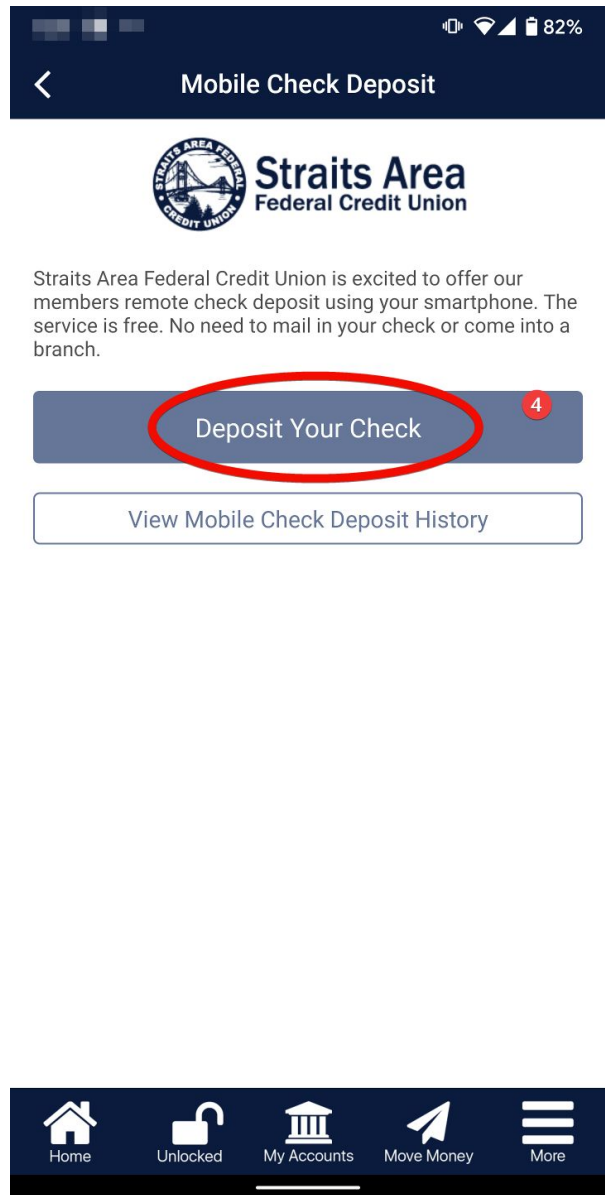 82%
Mobile Check Deposit
STRAITS AREA FEDERAL
CREDIT UNION
Straits Area
Federal Credit Union
Straits Area Federal Credit Union is excited to offer our
members remote check deposit using your smartphone. The
service is free. No need to mail in your check or come into a
branch.
4
Deposit Your Check
View Mobile Check Deposit History
Home
Unlocked
My Accounts
Move Money
More